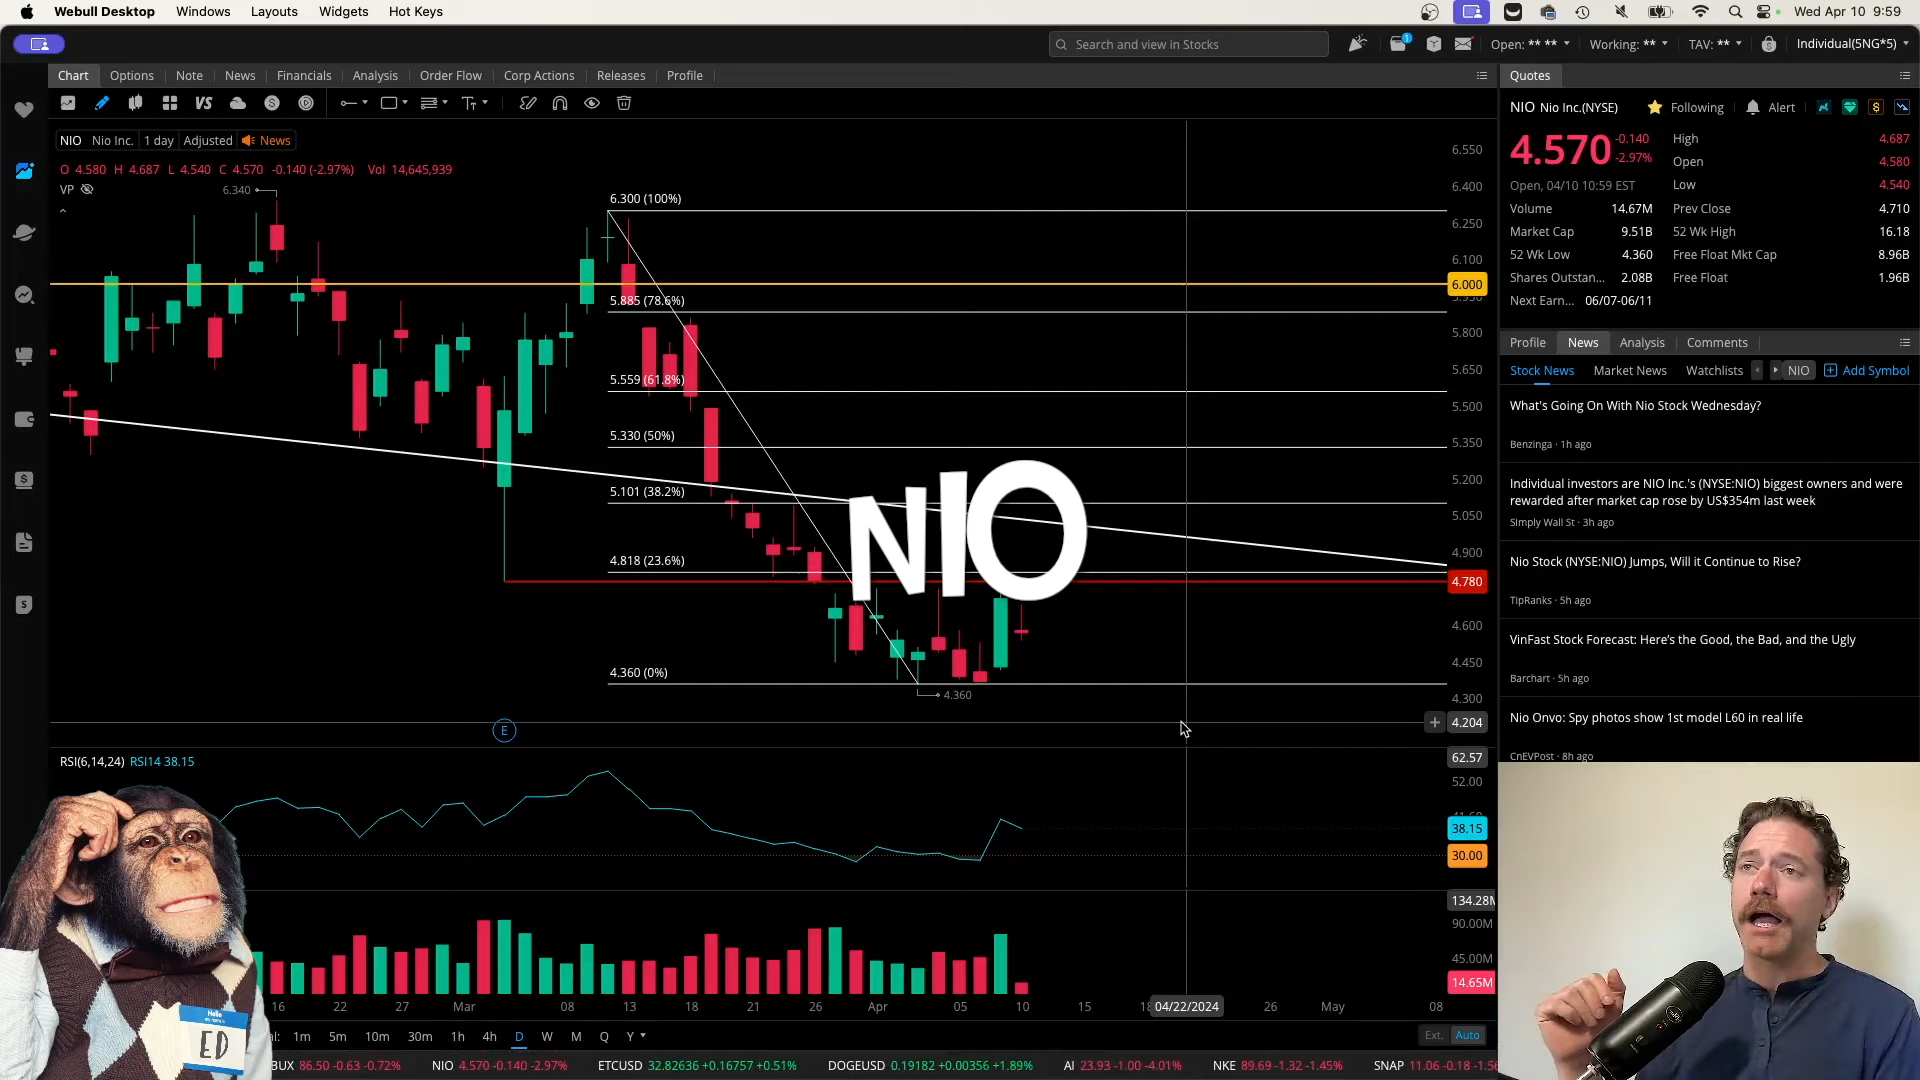 Webull Desktop Windows Layouts Widgets Hot Keys Wed Apr 10 9:59
Search and view in Stocks 1 Open: ** ** Working: ** TAV: ** Individual(5NG*5)
Chart Options Note News Financials Analysis Order Flow Corp Actions Releases Profile
VS
NIO Nio Inc. 1 day Adjusted News
O 4.580 H 4.687 L 4.540 C 4.570 -0.140 (-2.97%) Vol 14,645,939
VP
6.340
6.300 (100%)
5.885 (78.6%)
5.559 (61.8%)
5.330 (50%)
5.101 (38.2%)
4.818 (23.6%)
4.360 (0%)
4.360
NIO
E
6.550
6.400
6.250
6.100
6.000
5.800
5.650
5.500
5.350
5.200
5.050
4.900
4.780
4.600
4.450
4.300
4.204
RSI(6,14,24) RSI14 38.15
62.57
52.00
38.15
30.00
134.28M
90.00M
45.00M
14.65M
16 22 27 Mar 08 13 18 21 26 Apr 05 10 15 04/22/2024 26 May 08
1m 5m 10m 30m 1h 4h D W M Q Y Ext. Auto
BUX 86.50 -0.63 -0.72% NIO 4.570 -0.140 -2.97% ETCUSD 32.82636 +0.16757 +0.51% DOGEUSD 0.19182 +0.00356 +1.89% AI 23.93 -1.00 -4.01% NKE 89.69 -1.32 -1.45% SNAP 11.06 -0.18
Hello
ED
Quotes
NIO Nio Inc.(NYSE) Following Alert
4.570 -0.140
-2.97%
Open, 04/10 10:59 EST
High 4.687
Open 4.580
Low 4.540
Volume 14.67M Prev Close 4.710
Market Cap 9.51B 52 Wk High 16.18
52 Wk Low 4.360 Free Float Mkt Cap 8.96B
Shares Outstan... 2.08B Free Float 1.96B
Next Earn... 06/07-06/11
Profile News Analysis Comments
Stock News Market News Watchlists NIO Add Symbol
What's Going On With Nio Stock Wednesday?
Benzinga · 1h ago
Individual investors are NIO Inc.'s (NYSE:NIO) biggest owners and were
rewarded after market cap rose by US$354m last week
Simply Wall St · 3h ago
Nio Stock (NYSE:NIO) Jumps, Will it Continue to Rise?
TipRanks · 5h ago
VinFast Stock Forecast: Here's the Good, the Bad, and the Ugly
Barchart · 5h ago
Nio Onvo: Spy photos show 1st model L60 in real life
CnEVPost · 8h ago